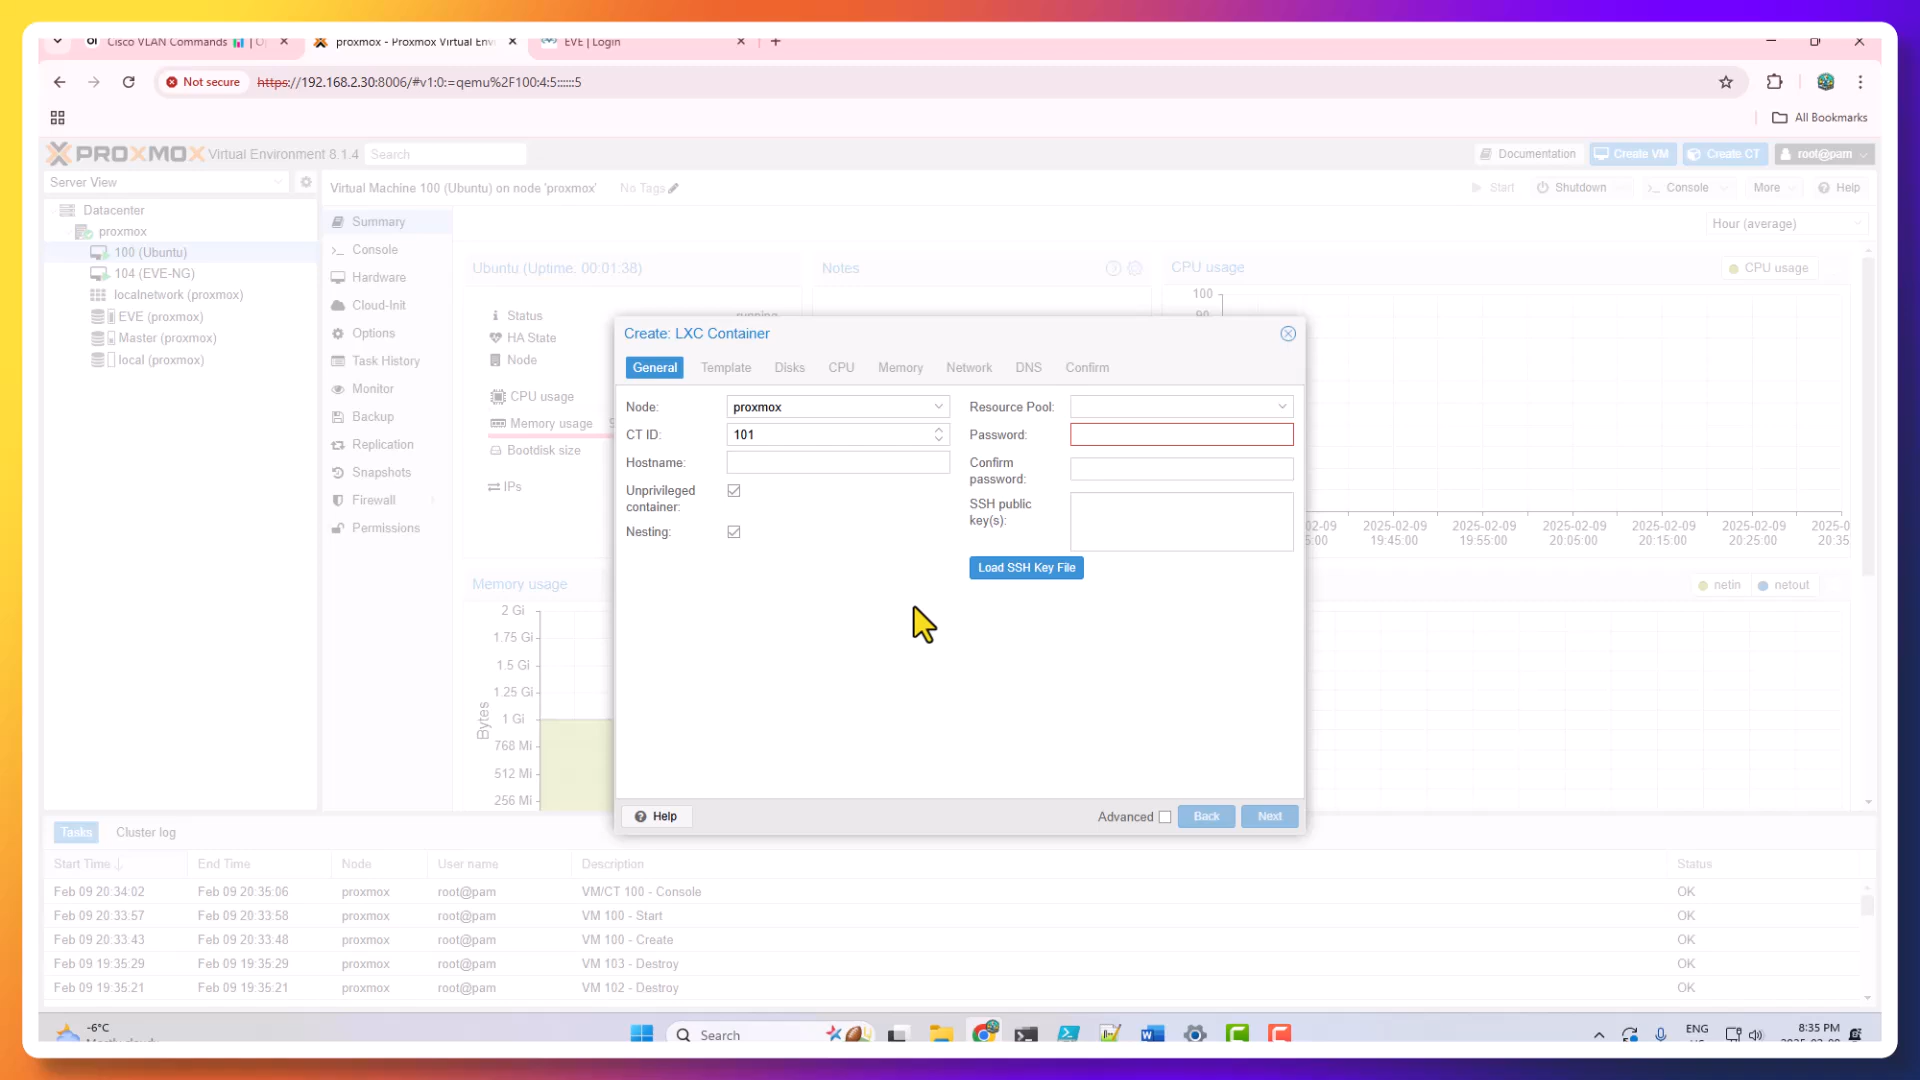 Cisco VLAN Commands
proxmox - Proxmox Virtual Env
EVE | Login
Not secure
https://192.168.2.30:8006/#v1:0:=qemu%2F100:4:5::::::5
All Bookmarks
PROXMOX Virtual Environment 8.1.4
Search
Documentation
Create VM
Create CT
root@pam
Server View
Virtual Machine 100 (Ubuntu) on node 'proxmox'
No Tags
Start
Shutdown
Console
More
Help
Datacenter
proxmox
100 (Ubuntu)
104 (EVE-NG)
localnetwork (proxmox)
EVE (proxmox)
Master (proxmox)
local (proxmox)
Summary
Console
Hardware
Cloud-Init
Options
Task History
Monitor
Backup
Replication
Snapshots
Firewall
Permissions
Hour (average)
Ubuntu (Uptime: 00:01:38)
Status
running
HA State
Node
CPU usage
Memory usage
Bootdisk size
IPs
Notes
CPU usage
CPU usage
100
90
Create: LXC Container
General
Template
Disks
CPU
Memory
Network
DNS
Confirm
Node:
proxmox
CT ID:
101
Hostname:
Unprivileged
container:
Nesting:
Resource Pool:
Password:
Confirm
password:
SSH public
key(s):
Load SSH Key File
Help
Advanced
Back
Next
02-09 2025-02-09 2025-02-09 2025-02-09 2025-02-09 2025-02-09 2025-0
5:00 19:45:00 19:55:00 20:05:00 20:15:00 20:25:00 20:35
Memory usage
netin
netout
Bytes
2 Gi
1.75 Gi
1.5 Gi
1.25 Gi
1 Gi
768 Mi
512 Mi
256 Mi
Tasks
Cluster log
Start Time End Time Node User name Description Status
Feb 09 20:34:02 Feb 09 20:35:06 proxmox root@pam VM/CT 100 - Console OK
Feb 09 20:33:57 Feb 09 20:33:58 proxmox root@pam VM 100 - Start OK
Feb 09 20:33:43 Feb 09 20:33:48 proxmox root@pam VM 100 - Create OK
Feb 09 19:35:29 Feb 09 19:35:29 proxmox root@pam VM 103 - Destroy OK
Feb 09 19:35:21 Feb 09 19:35:21 proxmox root@pam VM 102 - Destroy OK
-6°C
Search
ENG
8:35 PM